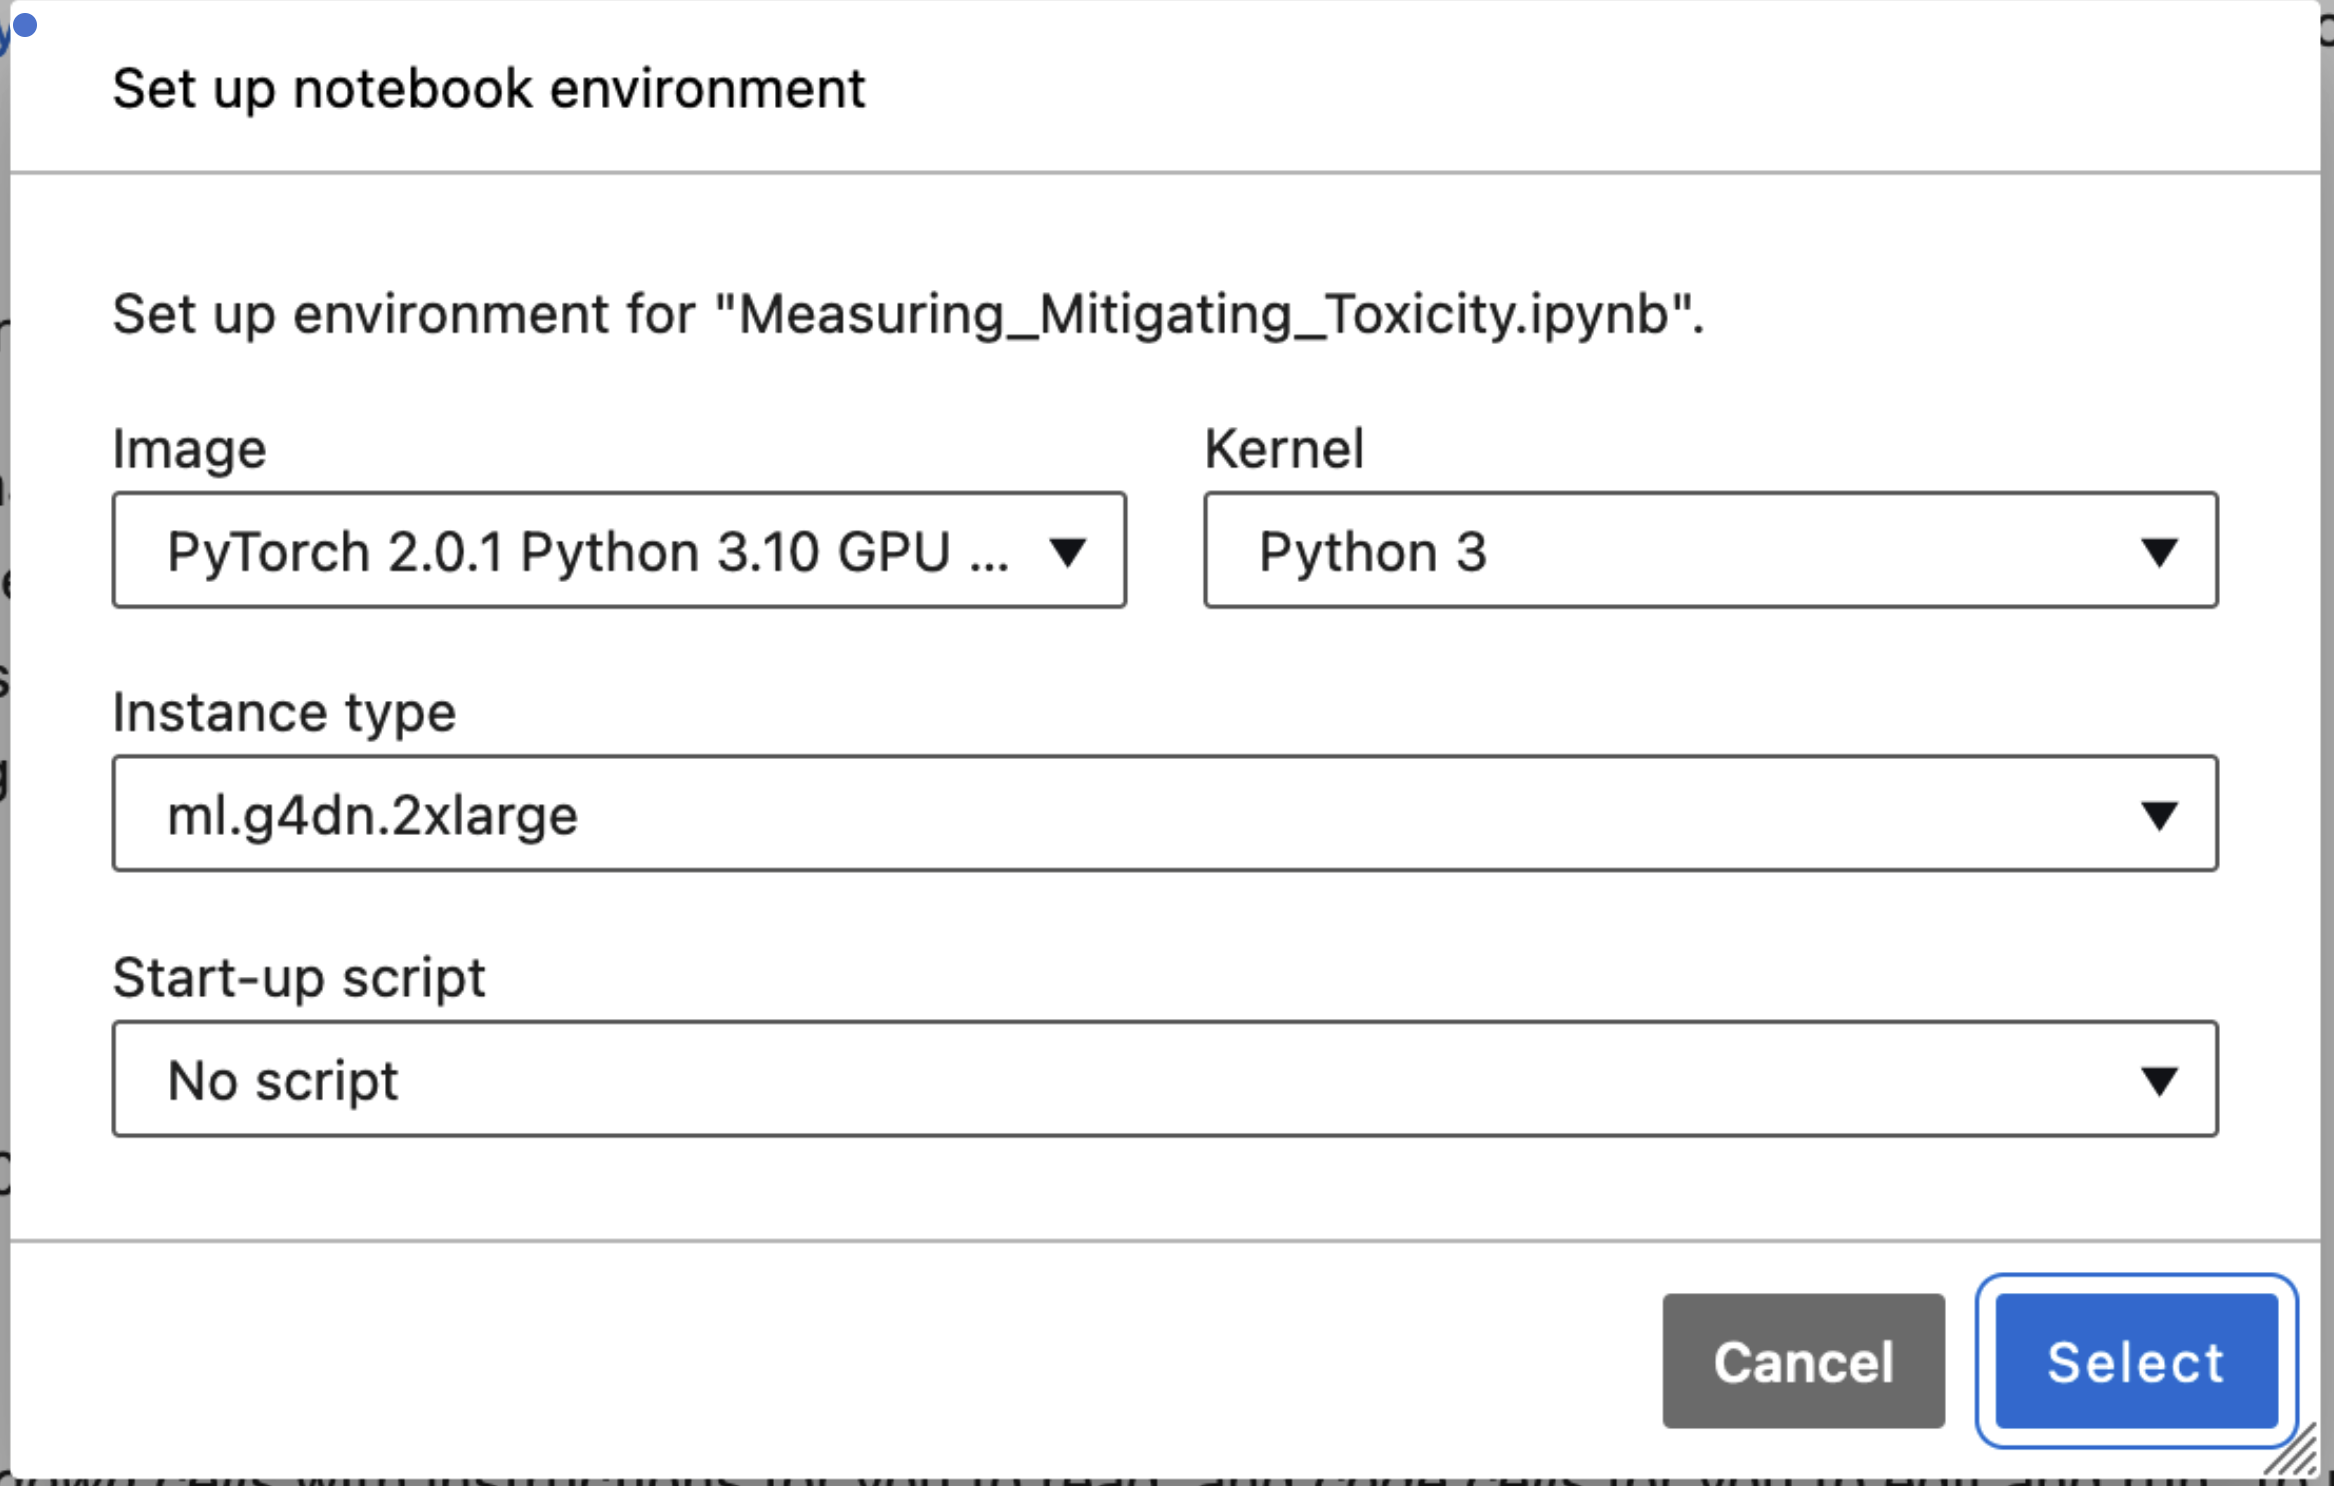 Set up notebook environment
Set up environment for "Measuring_Mitigating_Toxicity.ipynb".
Image
Kernel
PyTorch 2.0.1 Python 3.10 GPU ...
Python 3
Instance type
ml.g4dn.2xlarge
Start-up script
No script
Cancel
Select